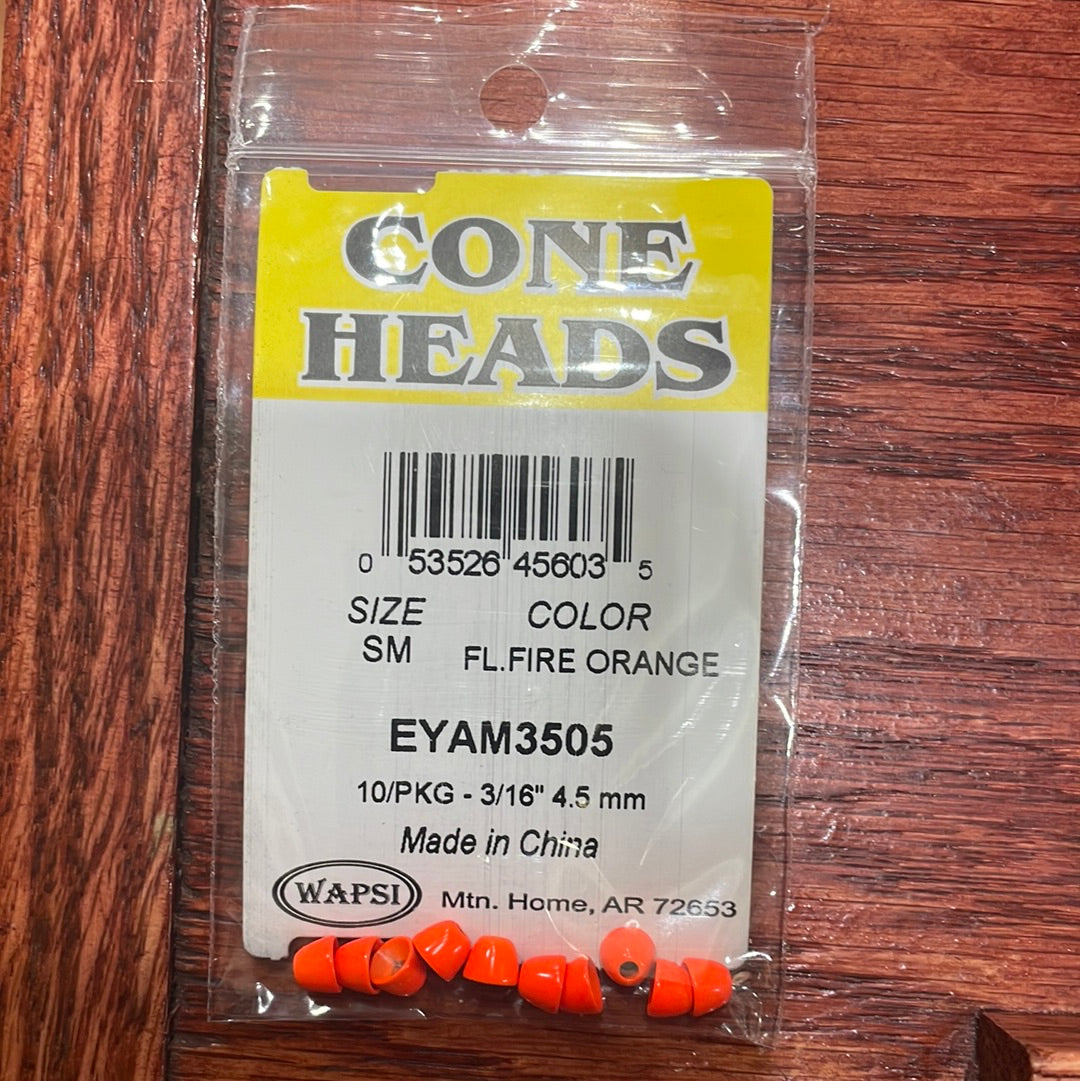 CONE
HEADS
0 53526 45603 5
SIZE COLOR
SM FL.FIRE ORANGE
EYAM3505
10/PKG - 3/16" 4.5 mm
Made in China
WAPSI Mtn. Home, AR 72653